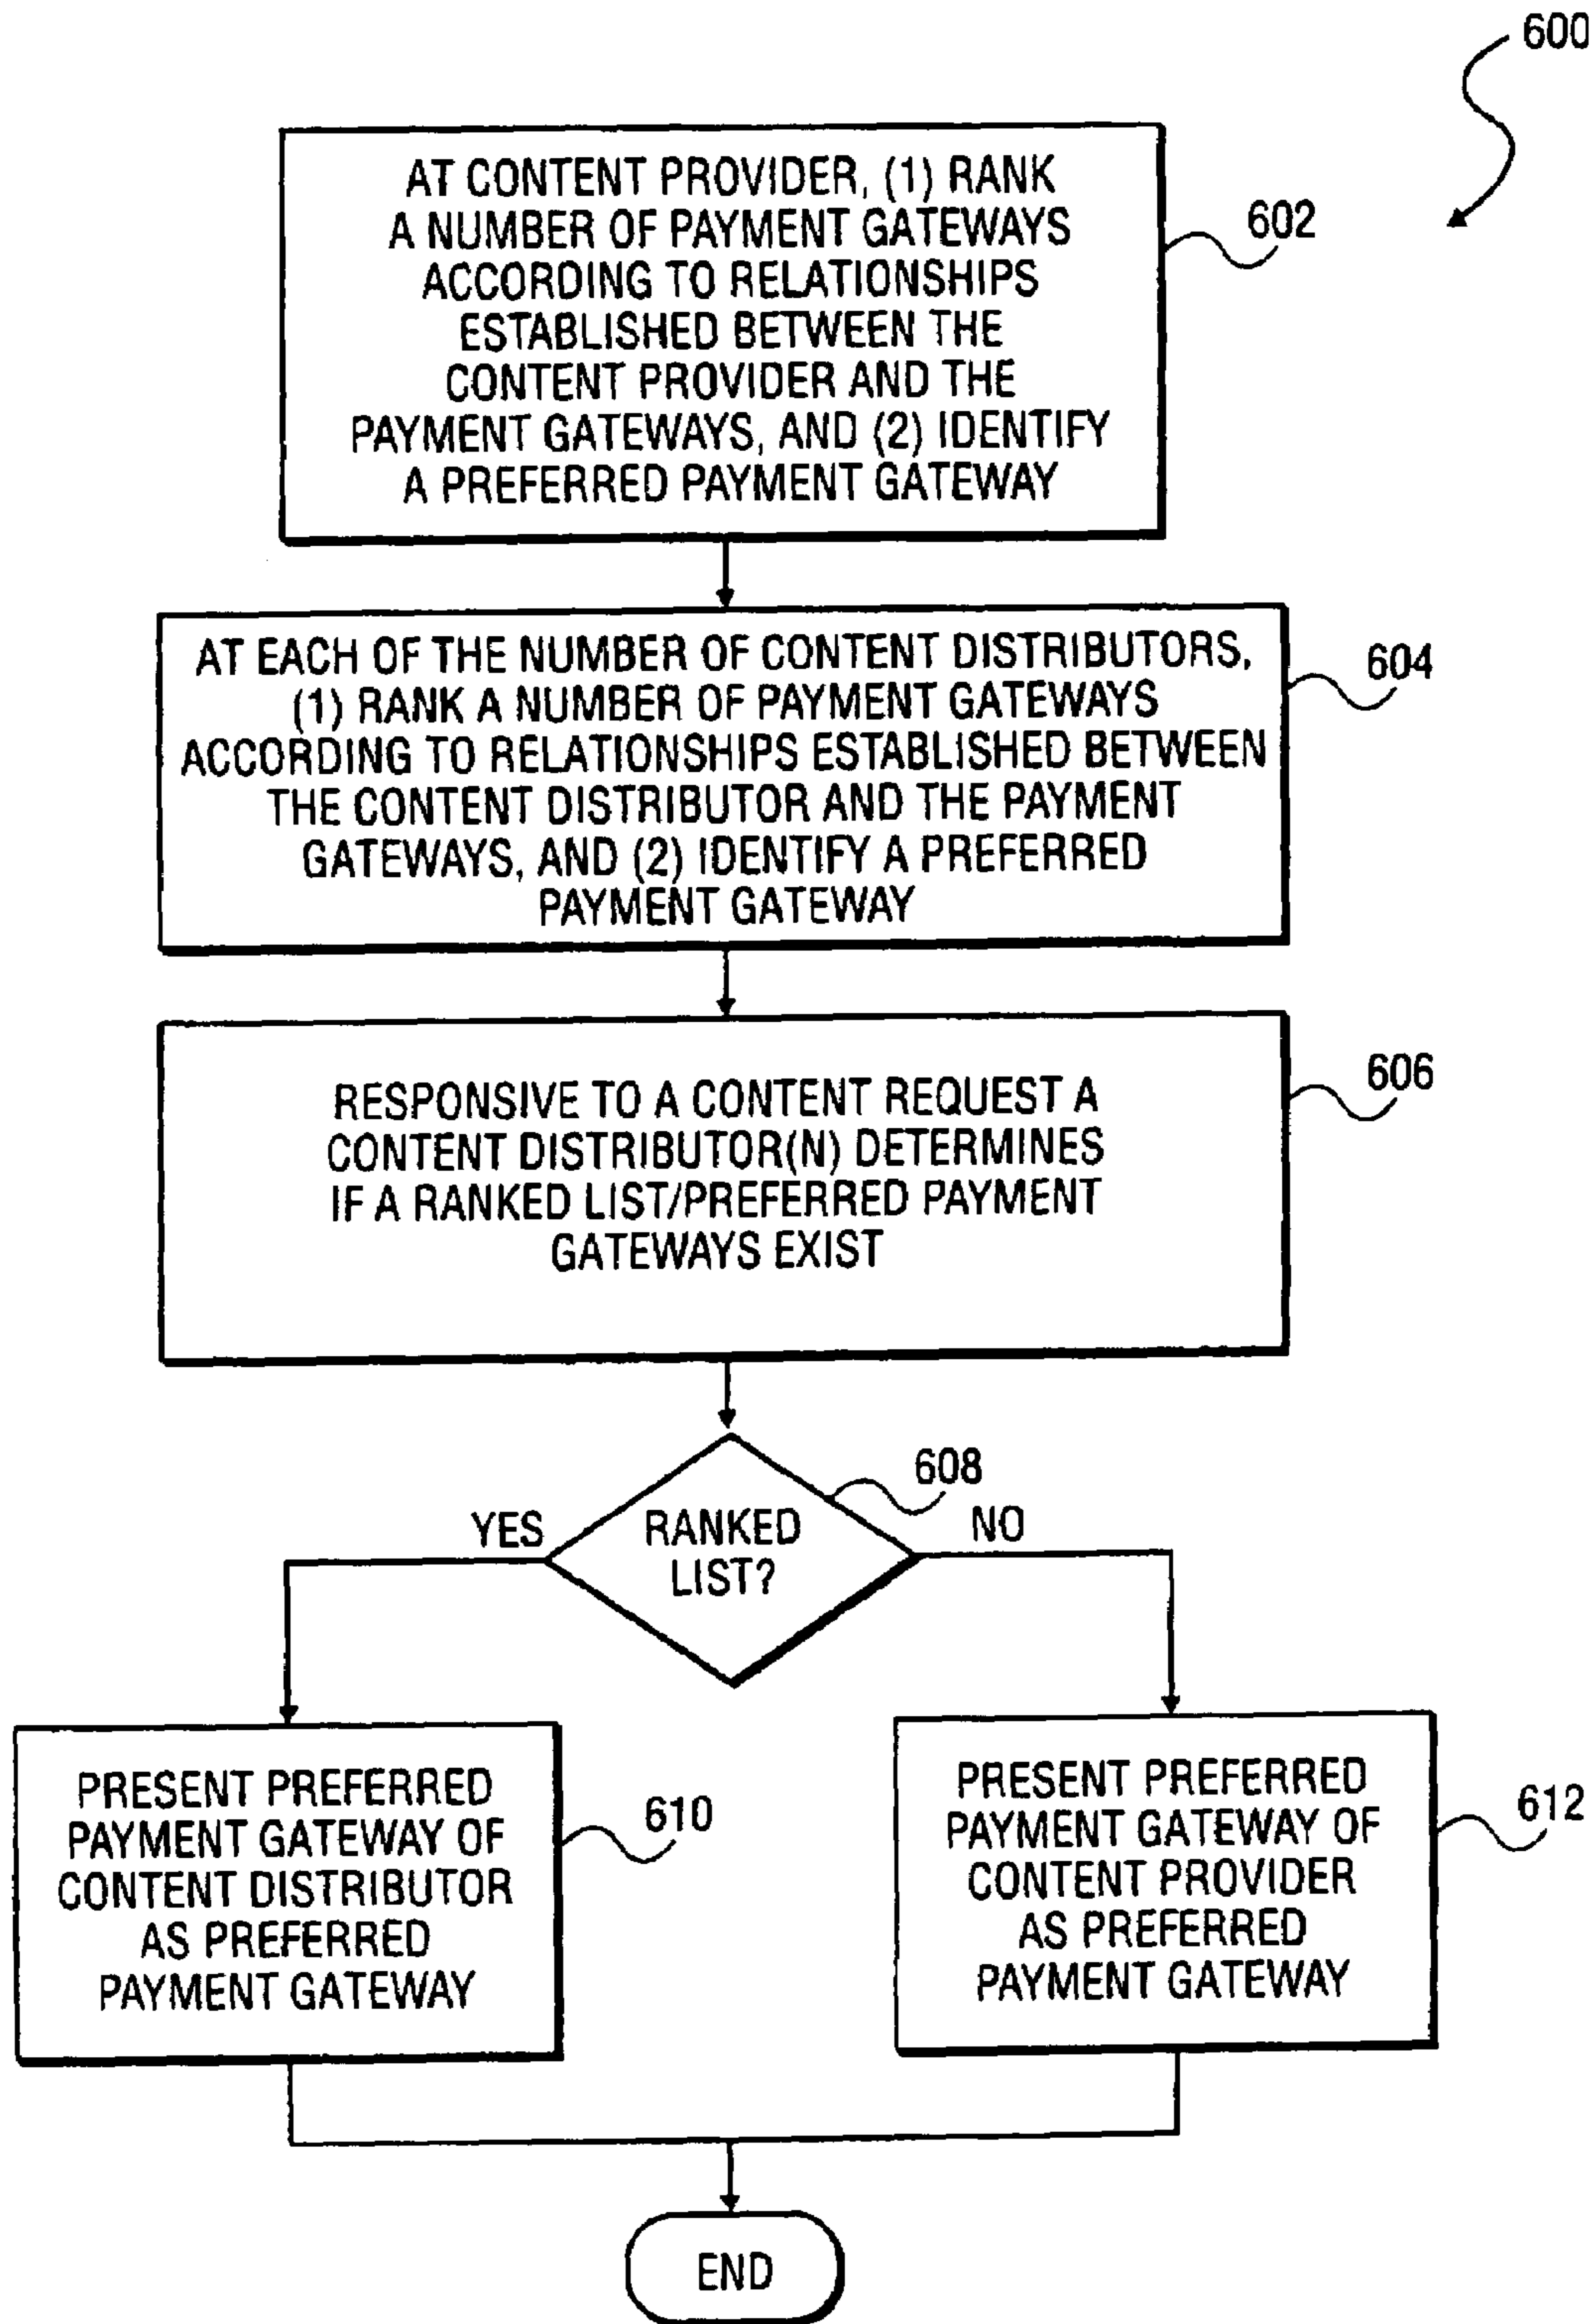 600
AT CONTENT PROVIDER, (1) RANK
A NUMBER OF PAYMENT GATEWAYS
ACCORDING TO RELATIONSHIPS
ESTABLISHED BETWEEN THE
CONTENT PROVIDER AND THE
PAYMENT GATEWAYS, AND (2) IDENTIFY
A PREFERRED PAYMENT GATEWAY
602
AT EACH OF THE NUMBER OF CONTENT DISTRIBUTORS,
(1) RANK A NUMBER OF PAYMENT GATEWAYS
ACCORDING TO RELATIONSHIPS ESTABLISHED BETWEEN
THE CONTENT DISTRIBUTOR AND THE PAYMENT
GATEWAYS, AND (2) IDENTIFY A PREFERRED
PAYMENT GATEWAY
604
RESPONSIVE TO A CONTENT REQUEST A
CONTENT DISTRIBUTOR(N) DETERMINES
IF A RANKED LIST/PREFERRED PAYMENT
GATEWAYS EXIST
606
608
YES
RANKED
LIST?
NO
PRESENT PREFERRED
PAYMENT GATEWAY OF
CONTENT DISTRIBUTOR
AS PREFERRED
PAYMENT GATEWAY
610
PRESENT PREFERRED
PAYMENT GATEWAY OF
CONTENT PROVIDER
AS PREFERRED
PAYMENT GATEWAY
612
END